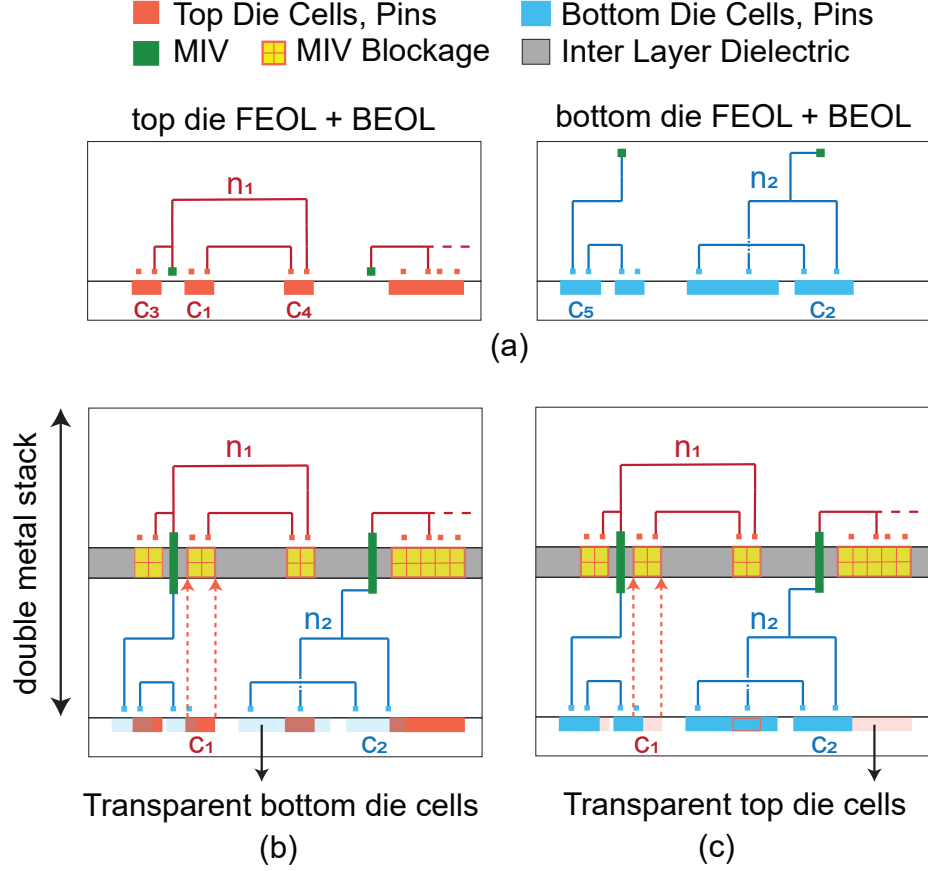 Top Die Cells, Pins
Bottom Die Cells, Pins
MIV
MIV Blockage
Inter Layer Dielectric
top die FEOL + BEOL
bottom die FEOL + BEOL
n₁
n₂
C₃
C₁
C₄
C₅
C₂
(a)
double metal stack
n₁
n₂
C₁
C₂
Transparent bottom die cells
(b)
n₁
n₂
C₁
C₂
Transparent top die cells
(c)